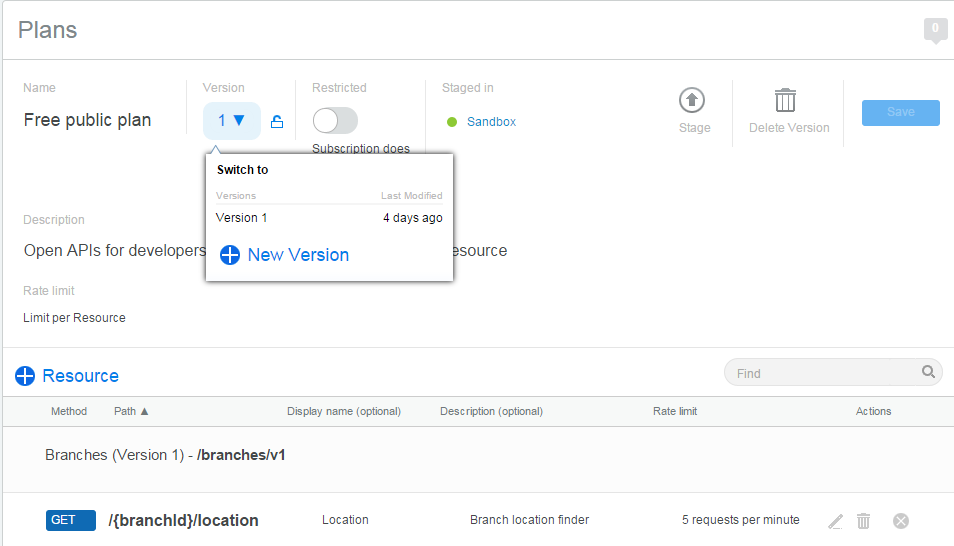 Plans
0
Name
Version
Restricted
Staged in
Free public plan
1
Sandbox
Stage
Delete Version
Save
Subscription does
Switch to
Versions Last Modified
Version 1 4 days ago
New Version
Description
Open APIs for developers esource
Rate limit
Limit per Resource
Resource
Find
Method Path ▲ Display name (optional) Description (optional) Rate limit Actions
Branches (Version 1) - /branches/v1
GET /{branchId}/location Location Branch location finder 5 requests per minute